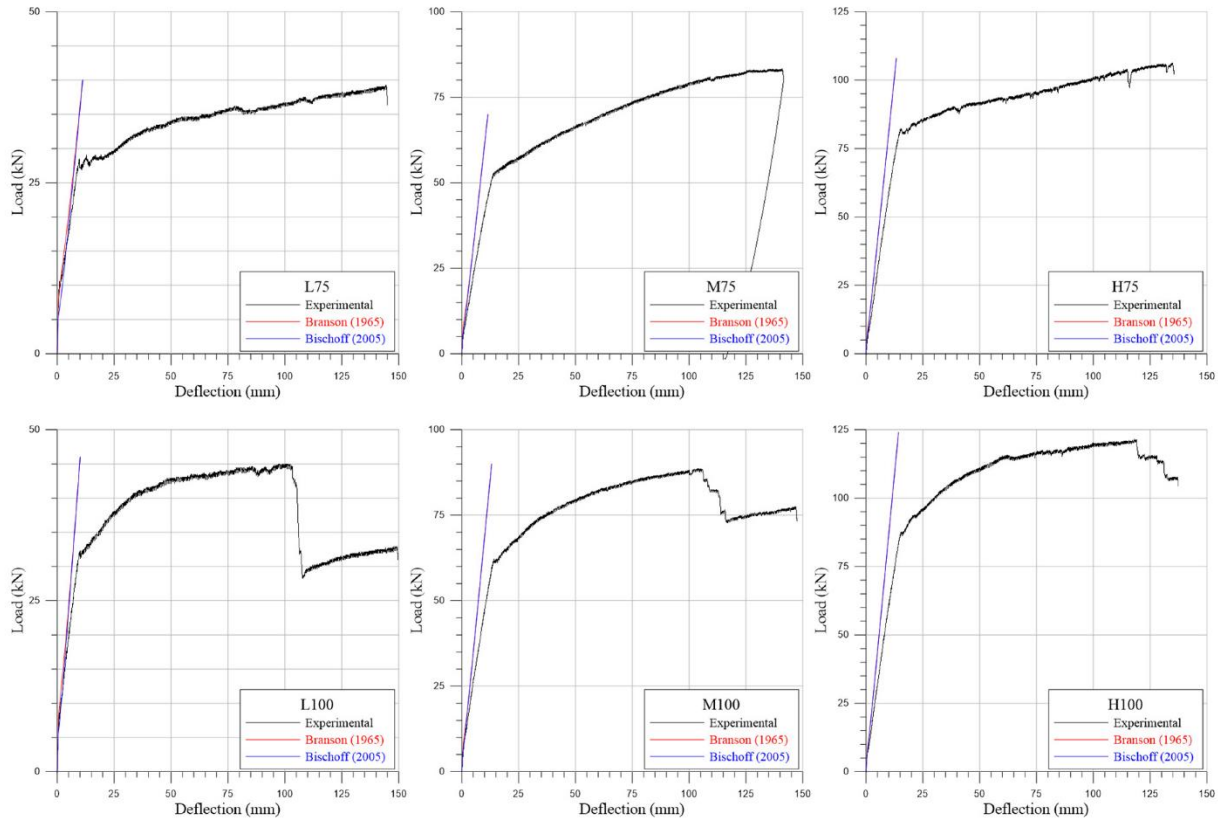 50
25
0
Load (kN)
L75
Experimental
Branson (1965)
Bischoff (2005)
0 25 50 75 100 125 150
Deflection (mm)
100
75
50
25
0
Load (kN)
M75
Experimental
Branson (1965)
Bischoff (2005)
0 25 50 75 100 125 150
Deflection (mm)
125
100
75
50
25
0
Load (kN)
H75
Experimental
Branson (1965)
Bischoff (2005)
0 25 50 75 100 125 150
Deflection (mm)
50
25
0
Load (kN)
L100
Experimental
Branson (1965)
Bischoff (2005)
0 25 50 75 100 125 150
Deflection (mm)
100
75
50
25
0
Load (kN)
M100
Experimental
Branson (1965)
Bischoff (2005)
0 25 50 75 100 125 150
Deflection (mm)
125
100
75
50
25
0
Load (kN)
H100
Experimental
Branson (1965)
Bischoff (2005)
0 25 50 75 100 125 150
Deflection (mm)